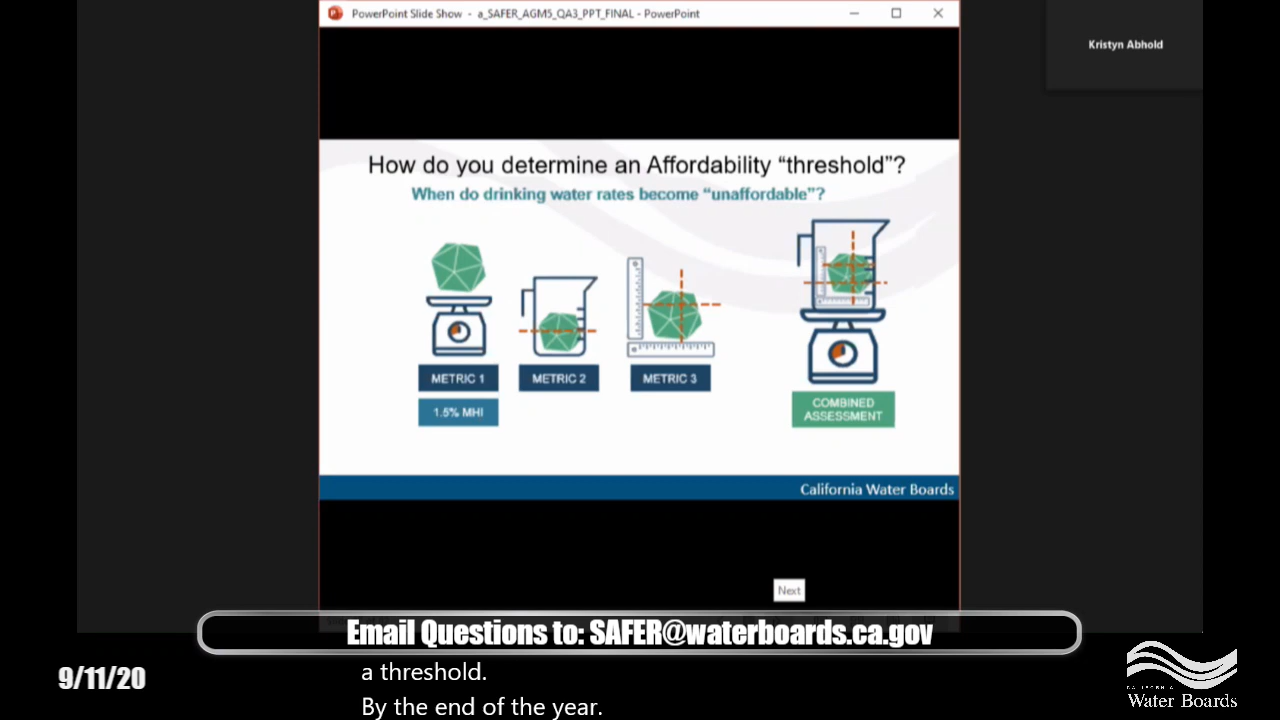 PowerPoint Slide Show - a_SAFER_AGM5_QA3_PPT_FINAL - PowerPoint
Kristyn Abhold
How do you determine an Affordability “threshold”?
When do drinking water rates become “unaffordable”?
METRIC 1
METRIC 2
METRIC 3
1.5% MHI
COMBINED
ASSESSMENT
California Water Boards
Next
Email Questions to: SAFER@waterboards.ca.gov
9/11/20
a threshold.
By the end of the year.
CALIFORNIA
Water Boards